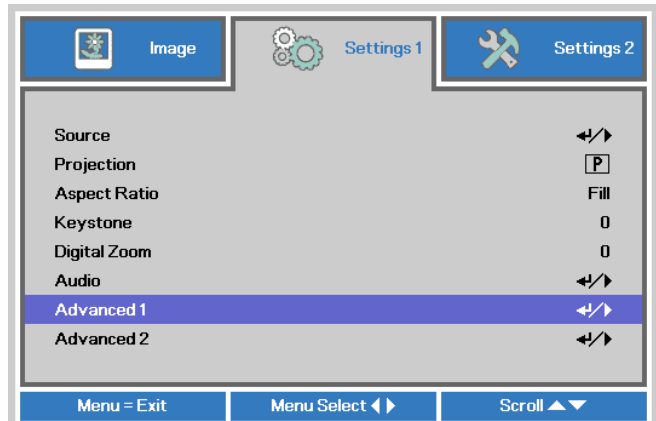 Image
Settings 1
Settings 2
Source
Projection P
Aspect Ratio Fill
Keystone 0
Digital Zoom 0
Audio
Advanced 1
Advanced 2
Menu = Exit
Menu Select
Scroll